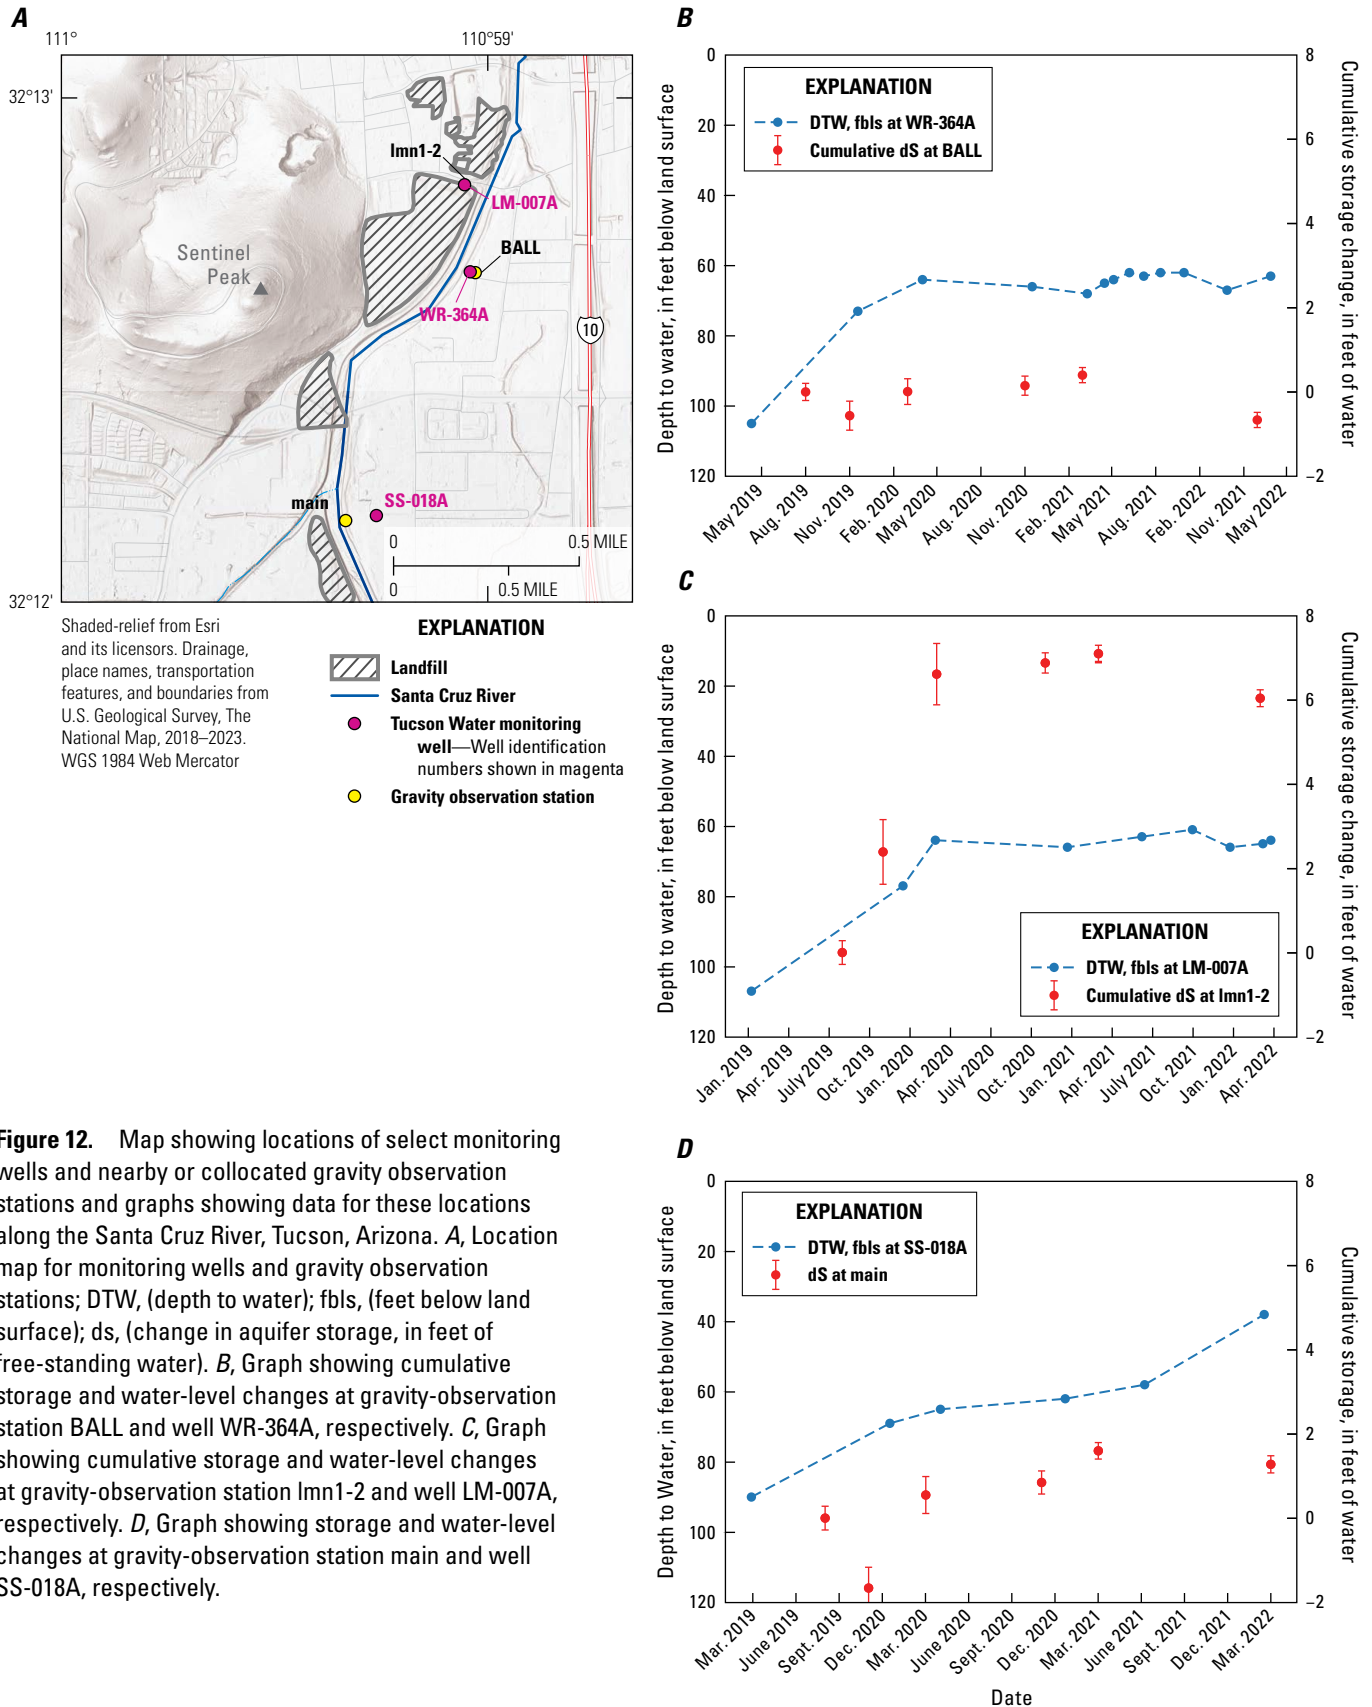 A
111°
110°59'
32°13'
lmn1-2
LM-007A
BALL
Sentinel
Peak
WR-364A
10
main
SS-018A
0
0.5 MILE
0
0.5 MILE
32°12'
Shaded-relief from Esri
and its licensors. Drainage,
place names, transportation
features, and boundaries from
U.S. Geological Survey, The
National Map, 2018–2023.
WGS 1984 Web Mercator
EXPLANATION
Landfill
Santa Cruz River
Tucson Water monitoring
well—Well identification
numbers shown in magenta
Gravity observation station
B
Depth to water, in feet below land surface
0
20
40
60
80
100
120
EXPLANATION
DTW, fbls at WR-364A
Cumulative dS at BALL
8
6
4
2
0
–2
Cumulative storage change, in feet of water
May 2019
Aug. 2019
Nov. 2019
Feb. 2020
May 2020
Aug. 2020
Nov. 2020
Feb. 2021
May 2021
Aug. 2021
Feb. 2022
Nov. 2021
May 2022
C
Depth to water, in feet below land surface
0
20
40
60
80
100
120
EXPLANATION
DTW, fbls at LM-007A
Cumulative dS at lmn1-2
8
6
4
2
0
–2
Cumulative storage change, in feet of water
Jan. 2019
Apr. 2019
July 2019
Oct. 2019
Jan. 2020
Apr. 2020
July 2020
Oct. 2020
Jan. 2021
Apr. 2021
July 2021
Oct. 2021
Jan. 2022
Apr. 2022
D
Depth to Water, in feet below land surface
0
20
40
60
80
100
120
EXPLANATION
DTW, fbls at SS-018A
dS at main
8
6
4
2
0
–2
Cumulative storage, in feet of water
Mar. 2019
June 2019
Sept. 2019
Dec. 2020
Mar. 2020
June 2020
Sept. 2020
Dec. 2020
Mar. 2021
June 2021
Sept. 2021
Dec. 2021
Mar. 2022
Date
Figure 12. Map showing locations of select monitoring
wells and nearby or collocated gravity observation
stations and graphs showing data for these locations
along the Santa Cruz River, Tucson, Arizona. A, Location
map for monitoring wells and gravity observation
stations; DTW, (depth to water); fbls, (feet below land
surface); ds, (change in aquifer storage, in feet of
free-standing water). B, Graph showing cumulative
storage and water-level changes at gravity-observation
station BALL and well WR-364A, respectively. C, Graph
showing cumulative storage and water-level changes
at gravity-observation station lmn1-2 and well LM-007A,
respectively. D, Graph showing storage and water-level
changes at gravity-observation station main and well
SS-018A, respectively.